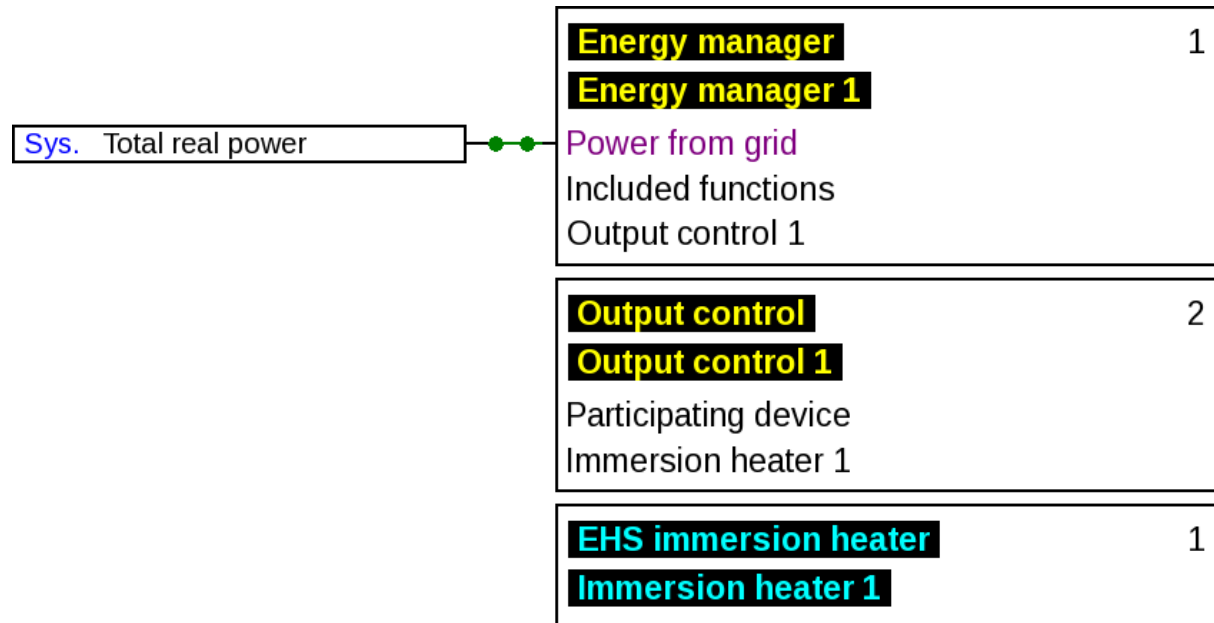 Energy manager 1
Energy manager 1
Sys. Total real power
Power from grid
Included functions
Output control 1
Output control 2
Output control 1
Participating device
Immersion heater 1
EHS immersion heater 1
Immersion heater 1